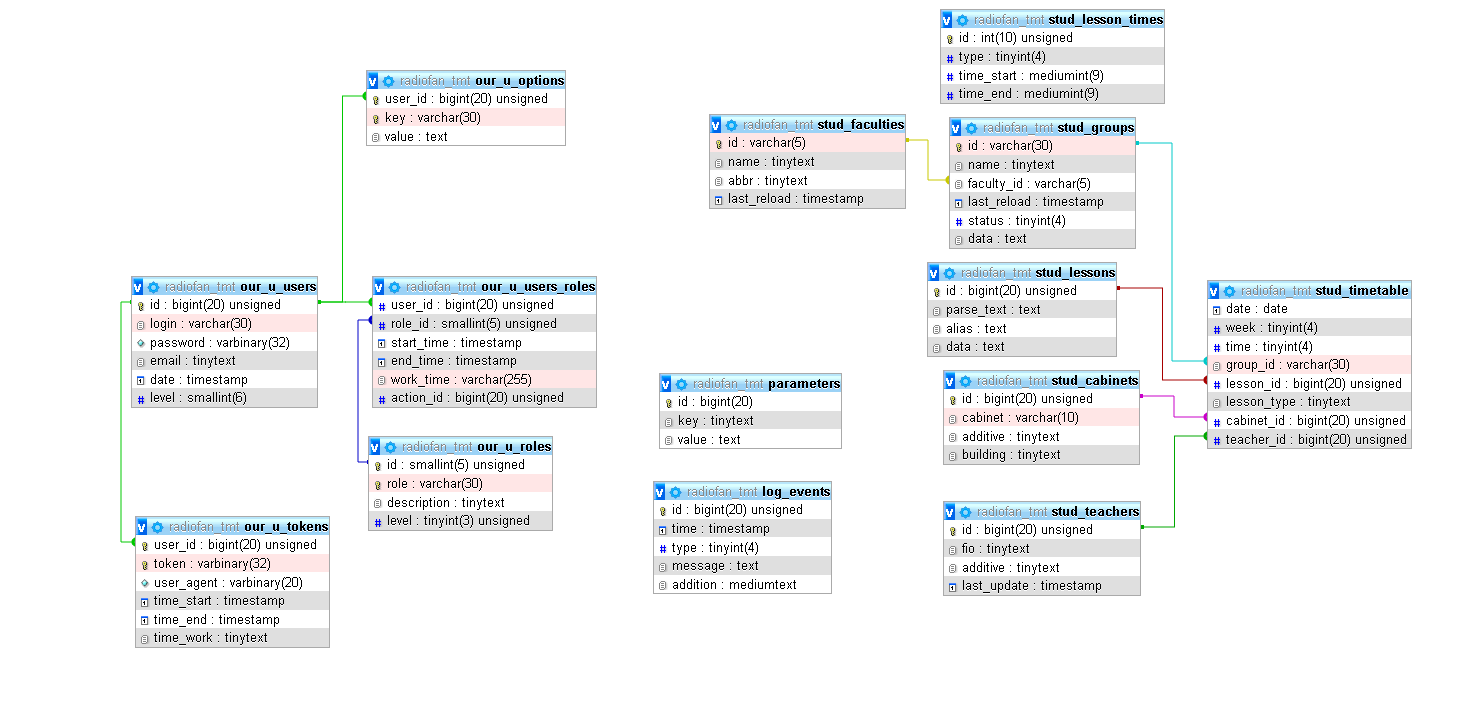 v radiofan_tmt stud_lesson_times
id : int(10) unsigned
# type : tinyint(4)
# time_start : mediumint(9)
# time_end : mediumint(9)
v radiofan_tmt our_u_options
user_id : bigint(20) unsigned
key : varchar(30)
value : text
v radiofan_tmt stud_faculties
id : varchar(5)
name : tinytext
abbr : tinytext
last_reload : timestamp
v radiofan_tmt stud_groups
id : varchar(30)
name : tinytext
faculty_id : varchar(5)
last_reload : timestamp
# status : tinyint(4)
data : text
v radiofan_tmt our_u_users
id : bigint(20) unsigned
login : varchar(30)
password : varbinary(32)
email : tinytext
date : timestamp
# level : smallint(6)
v radiofan_tmt our_u_users_roles
# user_id : bigint(20) unsigned
# role_id : smallint(5) unsigned
start_time : timestamp
end_time : timestamp
work_time : varchar(255)
# action_id : bigint(20) unsigned
v radiofan_tmt stud_lessons
id : bigint(20) unsigned
parse_text : text
alias : text
data : text
v radiofan_tmt stud_timetable
date : date
# week : tinyint(4)
# time : tinyint(4)
group_id : varchar(30)
# lesson_id : bigint(20) unsigned
lesson_type : tinytext
# cabinet_id : bigint(20) unsigned
# teacher_id : bigint(20) unsigned
v radiofan_tmt parameters
id : bigint(20)
key : tinytext
value : text
v radiofan_tmt stud_cabinets
id : bigint(20) unsigned
cabinet : varchar(10)
additive : tinytext
building : tinytext
v radiofan_tmt our_u_roles
id : smallint(5) unsigned
role : varchar(30)
description : tinytext
# level : tinyint(3) unsigned
v radiofan_tmt log_events
id : bigint(20) unsigned
time : timestamp
# type : tinyint(4)
message : text
addition : mediumtext
v radiofan_tmt stud_teachers
id : bigint(20) unsigned
fio : tinytext
additive : tinytext
last_update : timestamp
v radiofan_tmt our_u_tokens
user_id : bigint(20) unsigned
token : varbinary(32)
user_agent : varbinary(20)
time_start : timestamp
time_end : timestamp
time_work : tinytext